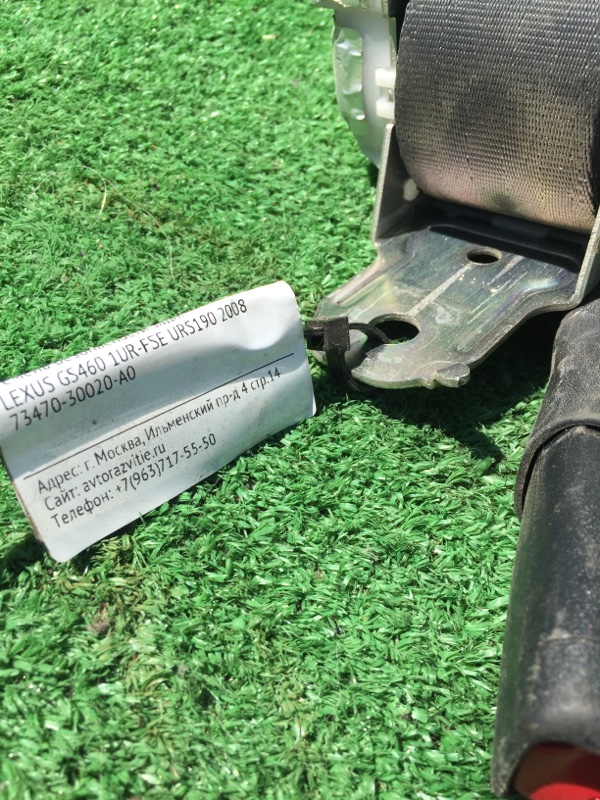 LEXUS GS460 1UR-FSE URS190 2008
73470-30020-A0
Адрес: г. Москва, Ильменский пр-д 4 стр.14
Сайт: avtorazvitie.ru
Телефон: +7(963)717-55-50